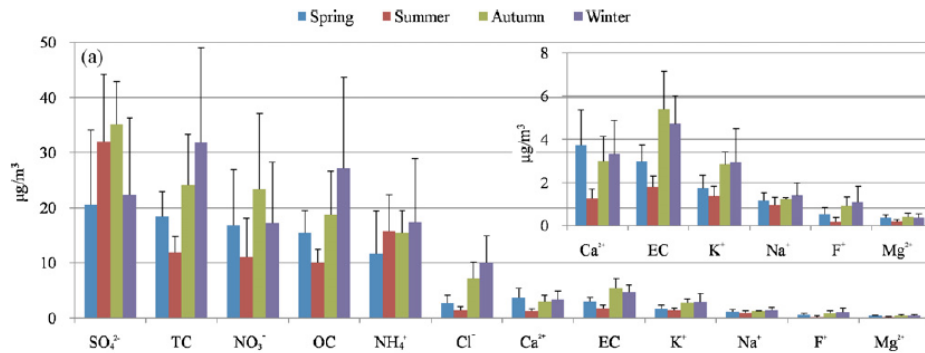 Spring Summer Autumn Winter
(a)
50
40
30
20
10
0
µg/m³
SO₄²⁻ TC NO₃⁻ OC NH₄⁺ Cl⁻ Ca²⁺ EC K⁺ Na⁺ F⁺ Mg²⁺
8
6
4
2
0
µg/m³
Ca²⁺ EC K⁺ Na⁺ F⁺ Mg²⁺